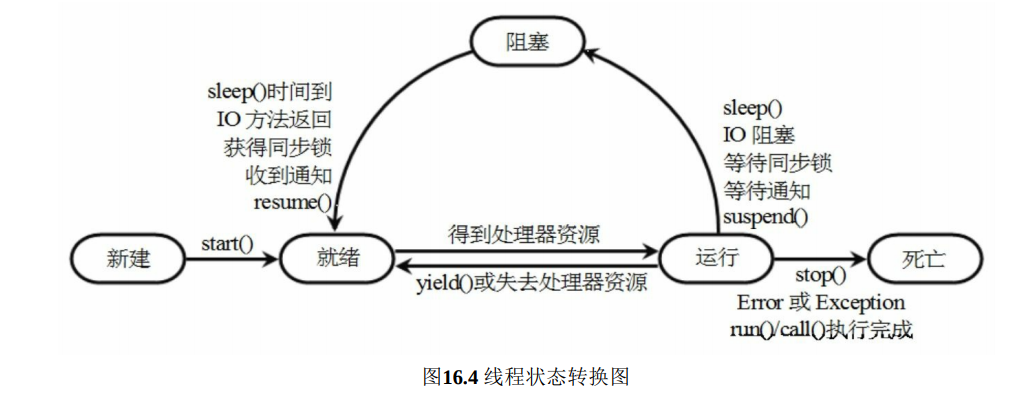 阻塞
sleep()时间到
IO 方法返回
获得同步锁
收到通知
resume()
sleep()
IO 阻塞
等待同步锁
等待通知
suspend()
新建
start()
就绪
得到处理器资源
yield()或失去处理器资源
运行
stop()
Error 或 Exception
run()/call()执行完成
死亡
图16.4 线程状态转换图